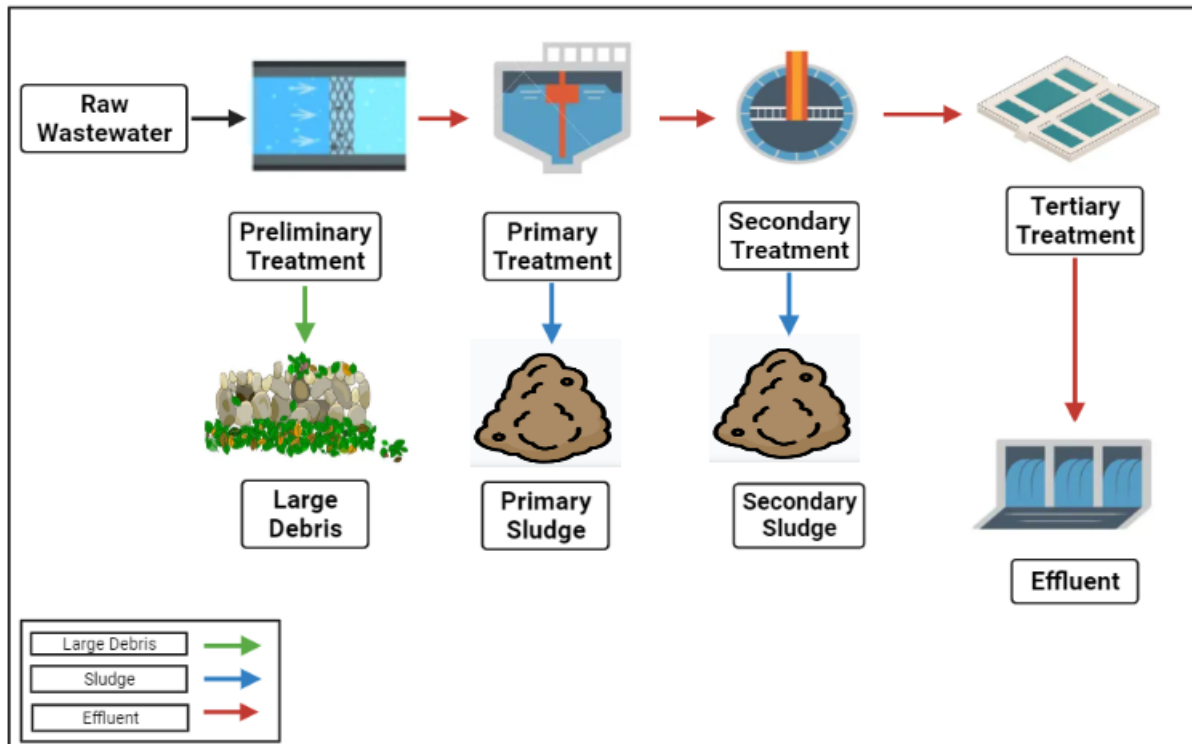 Raw
Wastewater
Preliminary
Treatment
Primary
Treatment
Secondary
Treatment
Tertiary
Treatment
Large
Debris
Primary
Sludge
Secondary
Sludge
Effluent
Large Debris
Sludge
Effluent